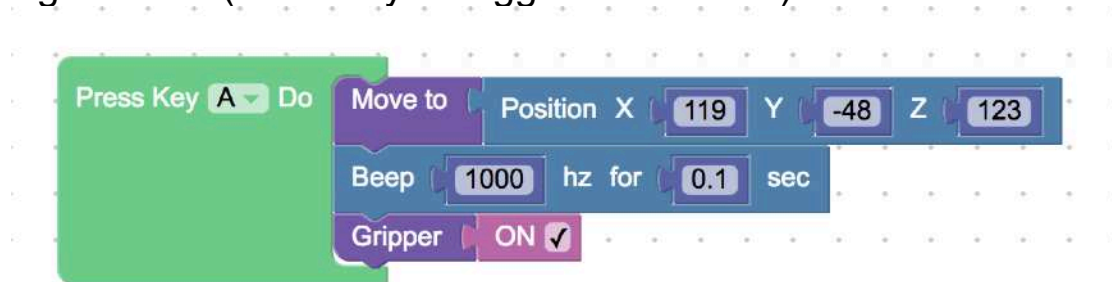 Press Key A Do Move to Position X 119 Y -48 Z 123
Beep 1000 hz for 0.1 sec
Gripper ON ✓